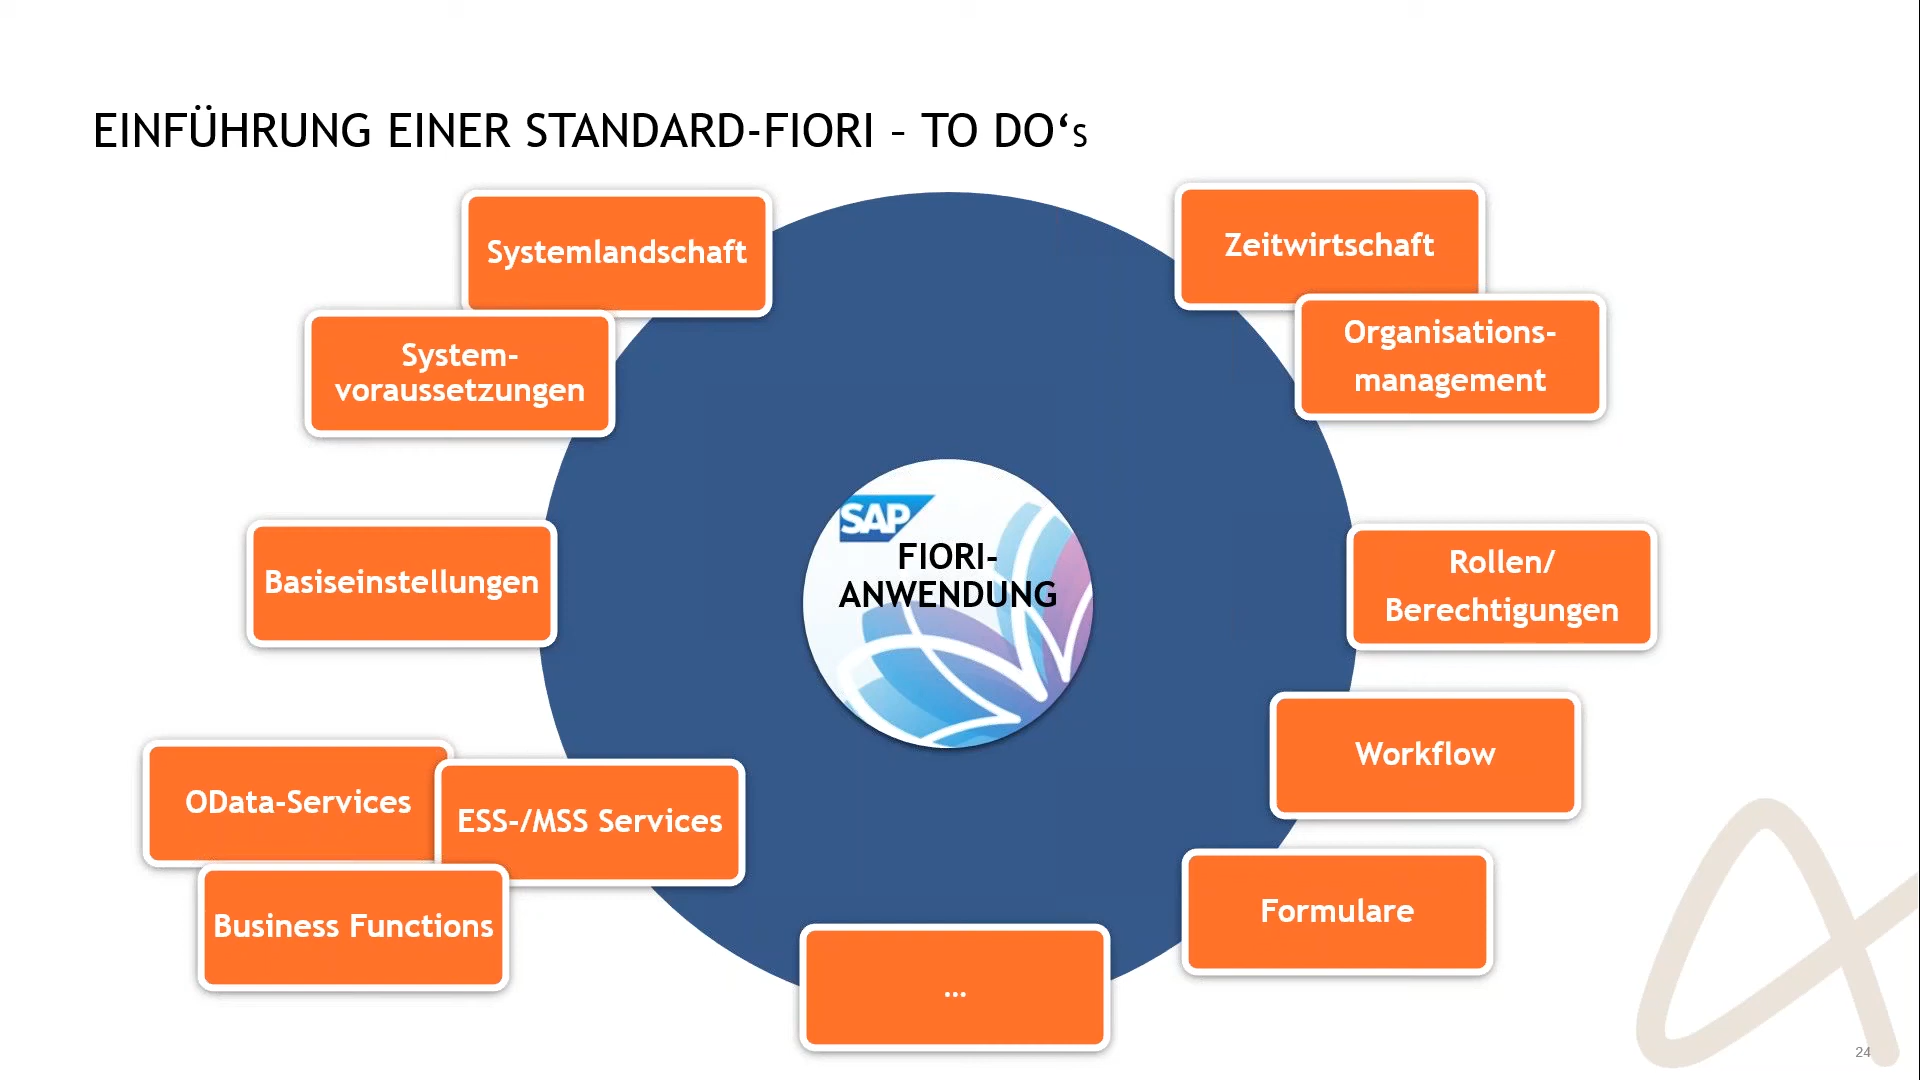 EINFÜHRUNG EINER STANDARD-FIORI – TO DO‘s
Systemlandschaft
System-
voraussetzungen
Basiseinstellungen
OData-Services
ESS-/MSS Services
Business Functions
...
SAP
FIORI-
ANWENDUNG
Zeitwirtschaft
Organisations-
management
Rollen/
Berechtigungen
Workflow
Formulare
24